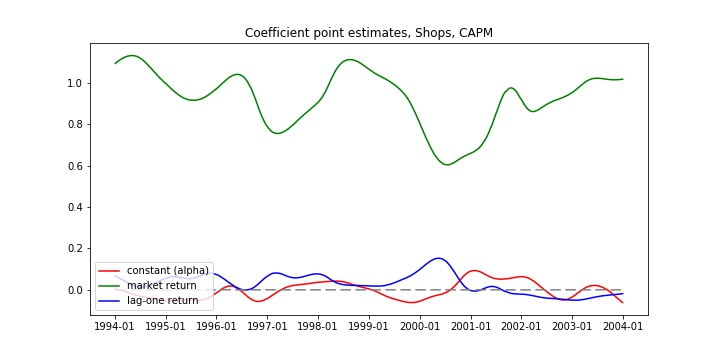 Coefficient point estimates, Shops, CAPM
1.0
0.8
0.6
0.4
0.2
0.0
constant (alpha)
market return
lag-one return
1994-01 1995-01 1996-01 1997-01 1998-01 1999-01 2000-01 2001-01 2002-01 2003-01 2004-01